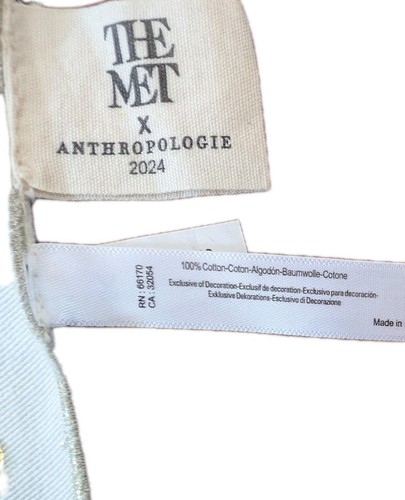 THE
MET
X
ANTHROPOLOGIE
2024
RN : 66170
CA : 32054
100% Cotton-Coton-Algodón-Baumwolle-Cotone
Exclusive of Decoration-Exclusif de decoration-Exclusivo para decoración-
Exklusive Dekorations-Esclusivo di Decorazione
Made in